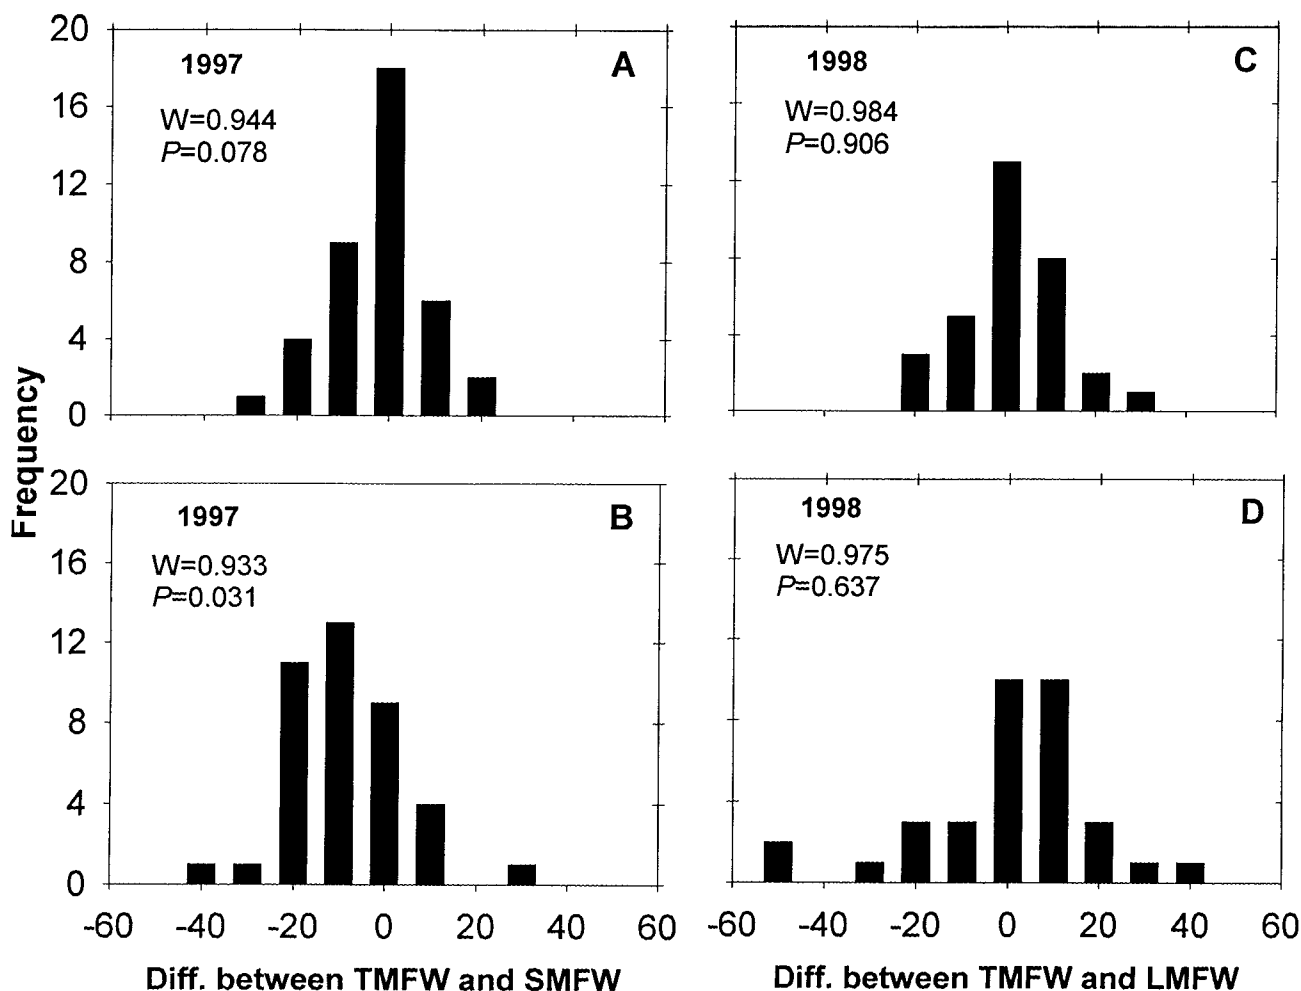 Frequency
20
16
12
8
4
0
1997
A
W=0.944
P=0.078
1998
C
W=0.984
P=0.906
20
16
12
8
4
0
1997
B
W=0.933
P=0.031
-60 -40 -20 0 20 40 60
Diff. between TMFW and SMFW
1998
D
W=0.975
P=0.637
-60 -40 -20 0 20 40 60
Diff. between TMFW and LMFW